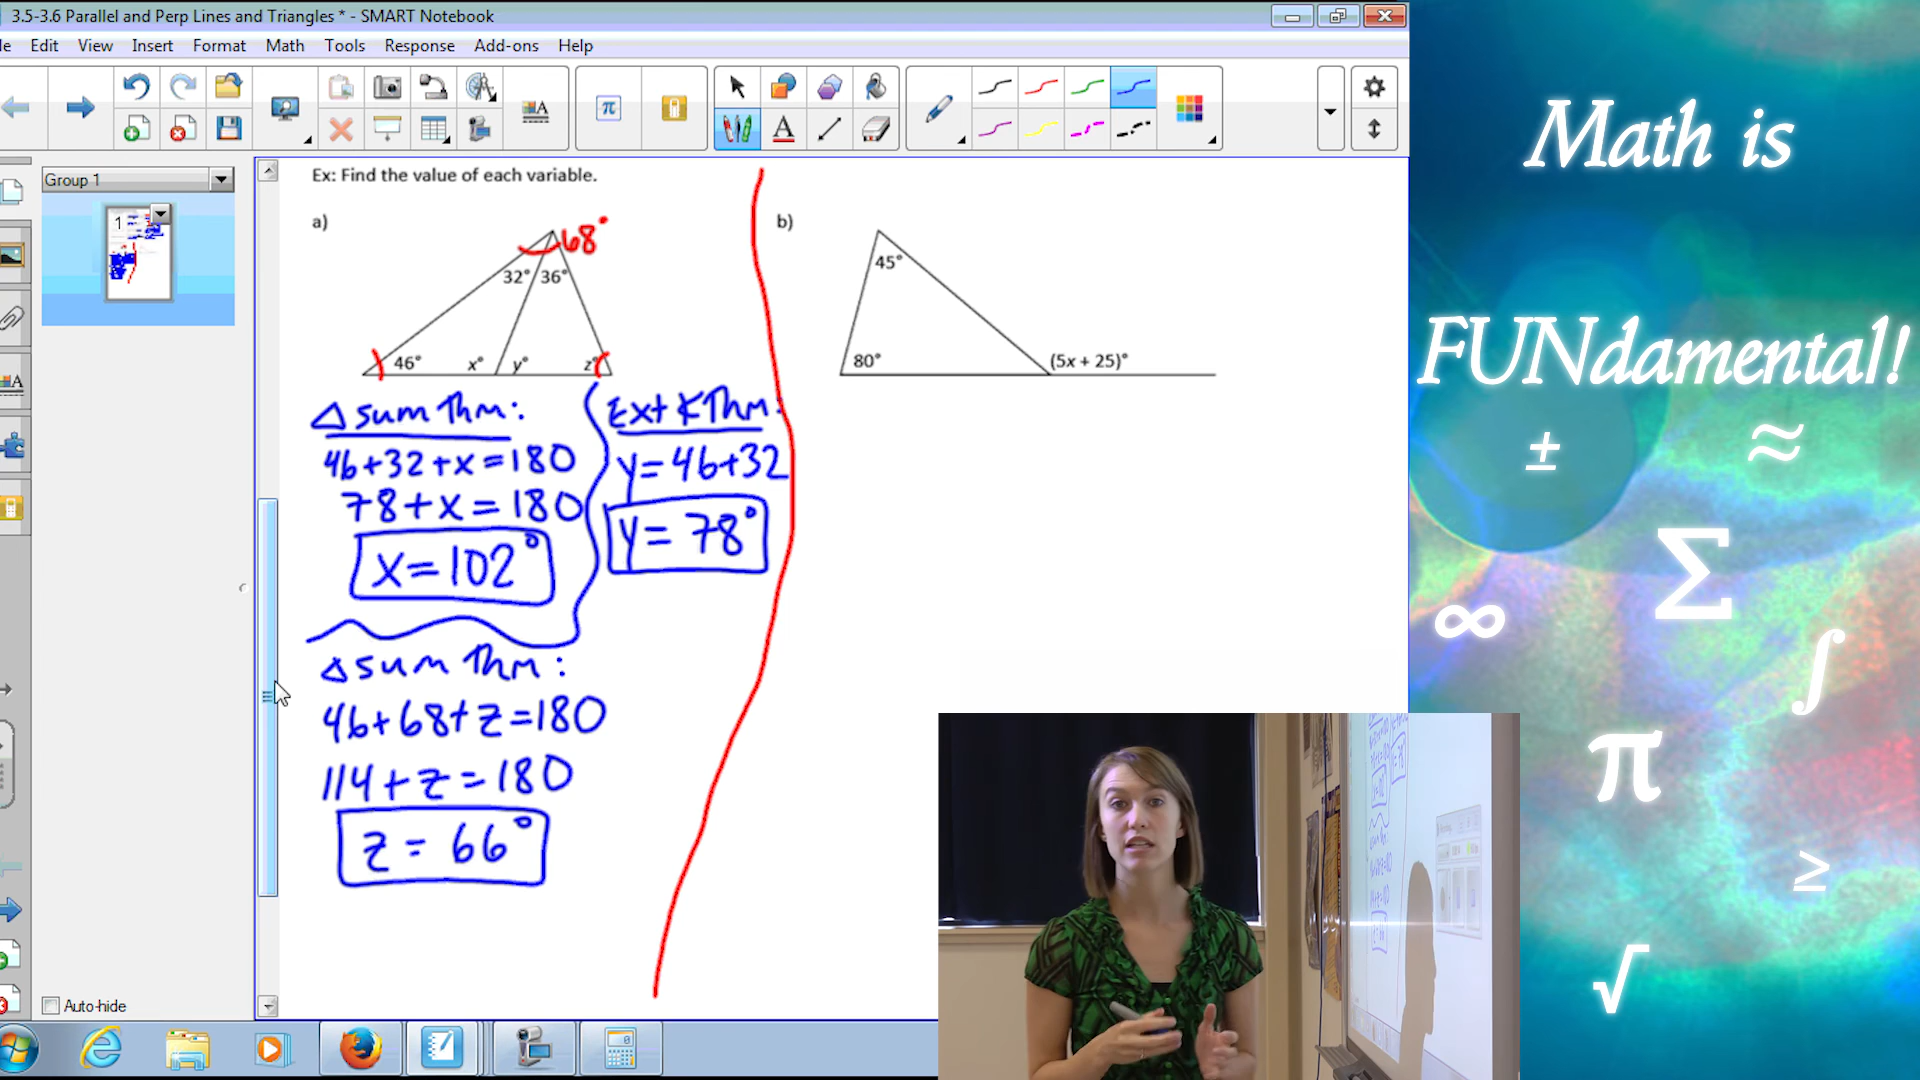 3.5-3.6 Parallel and Perp Lines and Triangles * - SMART Notebook
le Edit View Insert Format Math Tools Response Add-ons Help
Group 1
1
Ex: Find the value of each variable.
a)
68°
32° 36°
46° x° y° z°
△ sum Thm:
46+32+x=180
78+x=180
x=102°
Ext ∠ Thm:
y=46+32
y=78°
△ sum Thm:
46+68+z=180
114+z=180
z=66°
b)
45°
80° (5x + 25)°
Auto-hide
Math is
FUNdamental!
± ≈
Σ
∞ ∫
π
≥
√